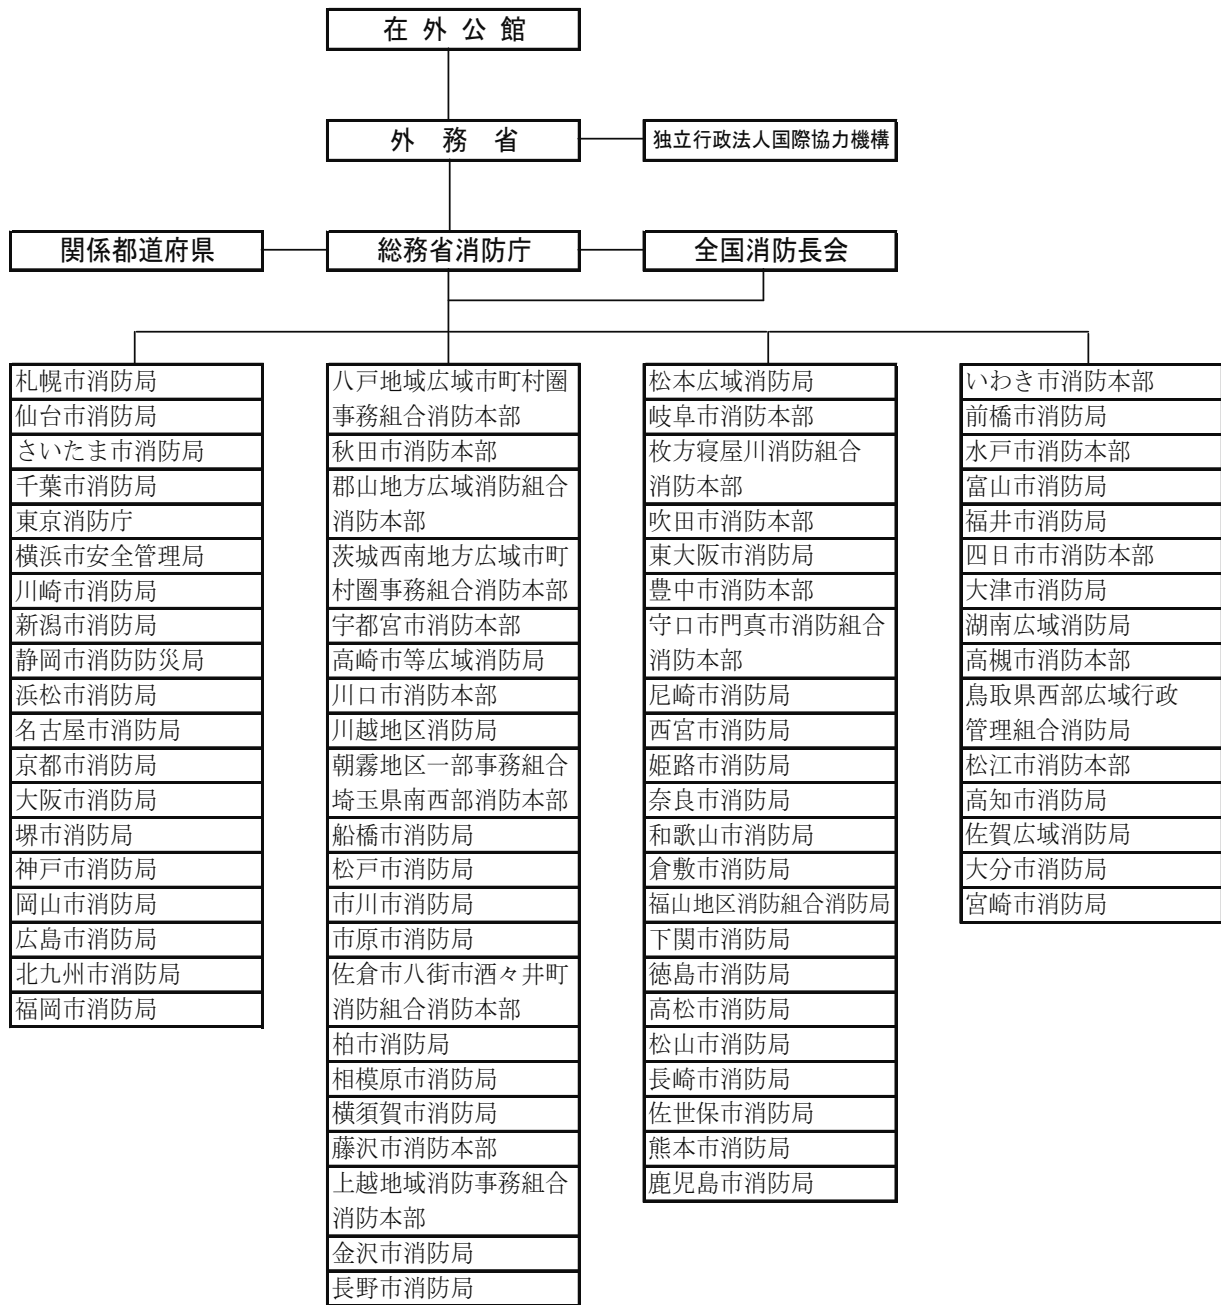 在外公館
外務省
独立行政法人国際協力機構
関係都道府県
総務省消防庁
全国消防長会
札幌市消防局
仙台市消防局
さいたま市消防局
千葉市消防局
東京消防庁
横浜市安全管理局
川崎市消防局
新潟市消防局
静岡市消防防災局
浜松市消防局
名古屋市消防局
京都市消防局
大阪市消防局
堺市消防局
神戸市消防局
岡山市消防局
広島市消防局
北九州市消防局
福岡市消防局
八戸地域広域市町村圏
事務組合消防本部
秋田市消防本部
郡山地方広域消防組合
消防本部
茨城西南地方広域市町
村圏事務組合消防本部
宇都宮市消防本部
高崎市等広域消防局
川口市消防本部
川越地区消防局
朝霧地区一部事務組合
埼玉県南西部消防本部
船橋市消防局
松戸市消防局
市川市消防局
市原市消防局
佐倉市八街市酒々井町
消防組合消防本部
柏市消防局
相模原市消防局
横須賀市消防局
藤沢市消防本部
上越地域消防事務組合
消防本部
金沢市消防局
長野市消防局
松本広域消防局
岐阜市消防本部
枚方寝屋川消防組合
消防本部
吹田市消防本部
東大阪市消防局
豊中市消防本部
守口市門真市消防組合
消防本部
尼崎市消防局
西宮市消防局
姫路市消防局
奈良市消防局
和歌山市消防局
倉敷市消防局
福山地区消防組合消防局
下関市消防局
徳島市消防局
高松市消防局
松山市消防局
長崎市消防局
佐世保市消防局
熊本市消防局
鹿児島市消防局
いわき市消防本部
前橋市消防局
水戸市消防本部
富山市消防局
福井市消防局
四日市市消防本部
大津市消防局
湖南広域消防局
高槻市消防本部
鳥取県西部広域行政
管理組合消防局
松江市消防本部
高知市消防局
佐賀広域消防局
大分市消防局
宮崎市消防局